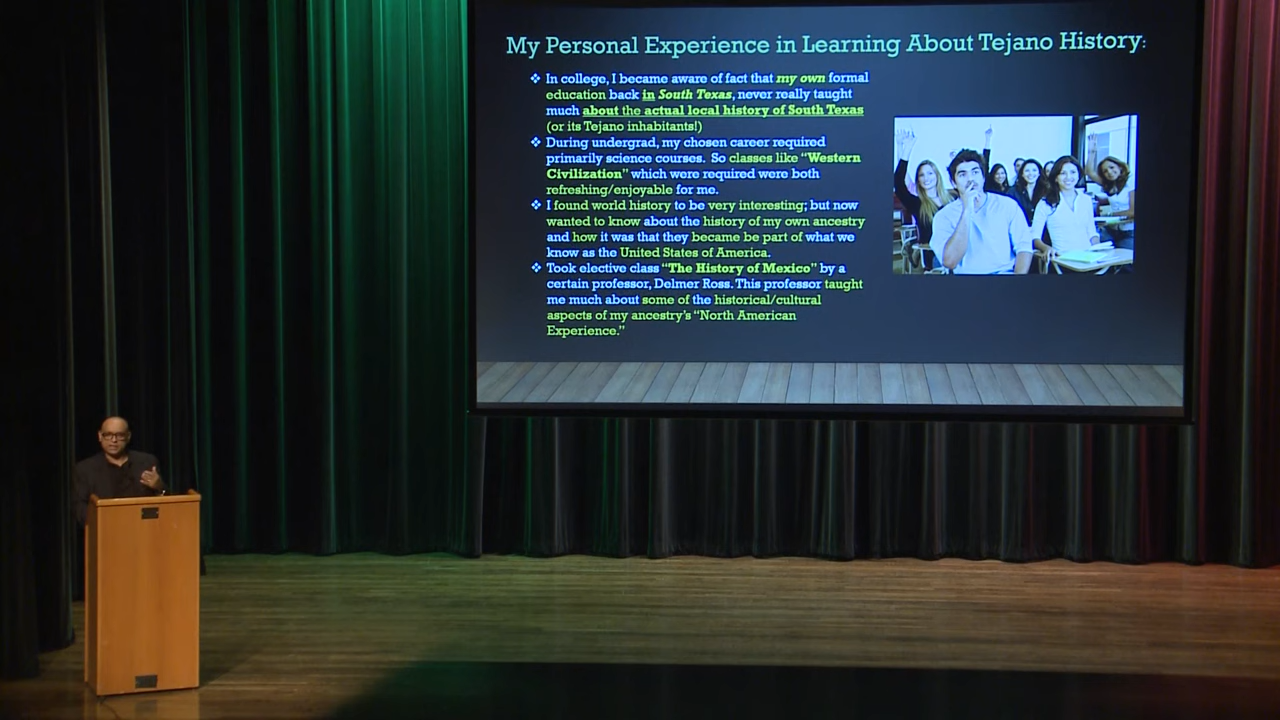 My Personal Experience in Learning About Tejano History:
❖ In college, I became aware of fact that my own formal
education back in South Texas, never really taught
much about the actual local history of South Texas
(or its Tejano inhabitants!)
❖ During undergrad, my chosen career required
primarily science courses. So classes like “Western
Civilization” which were required were both
refreshing/enjoyable for me.
❖ I found world history to be very interesting; but now
wanted to know about the history of my own ancestry
and how it was that they became be part of what we
know as the United States of America.
❖ Took elective class “The History of Mexico” by a
certain professor, Delmer Ross. This professor taught
me much about some of the historical/cultural
aspects of my ancestry’s “North American
Experience.”